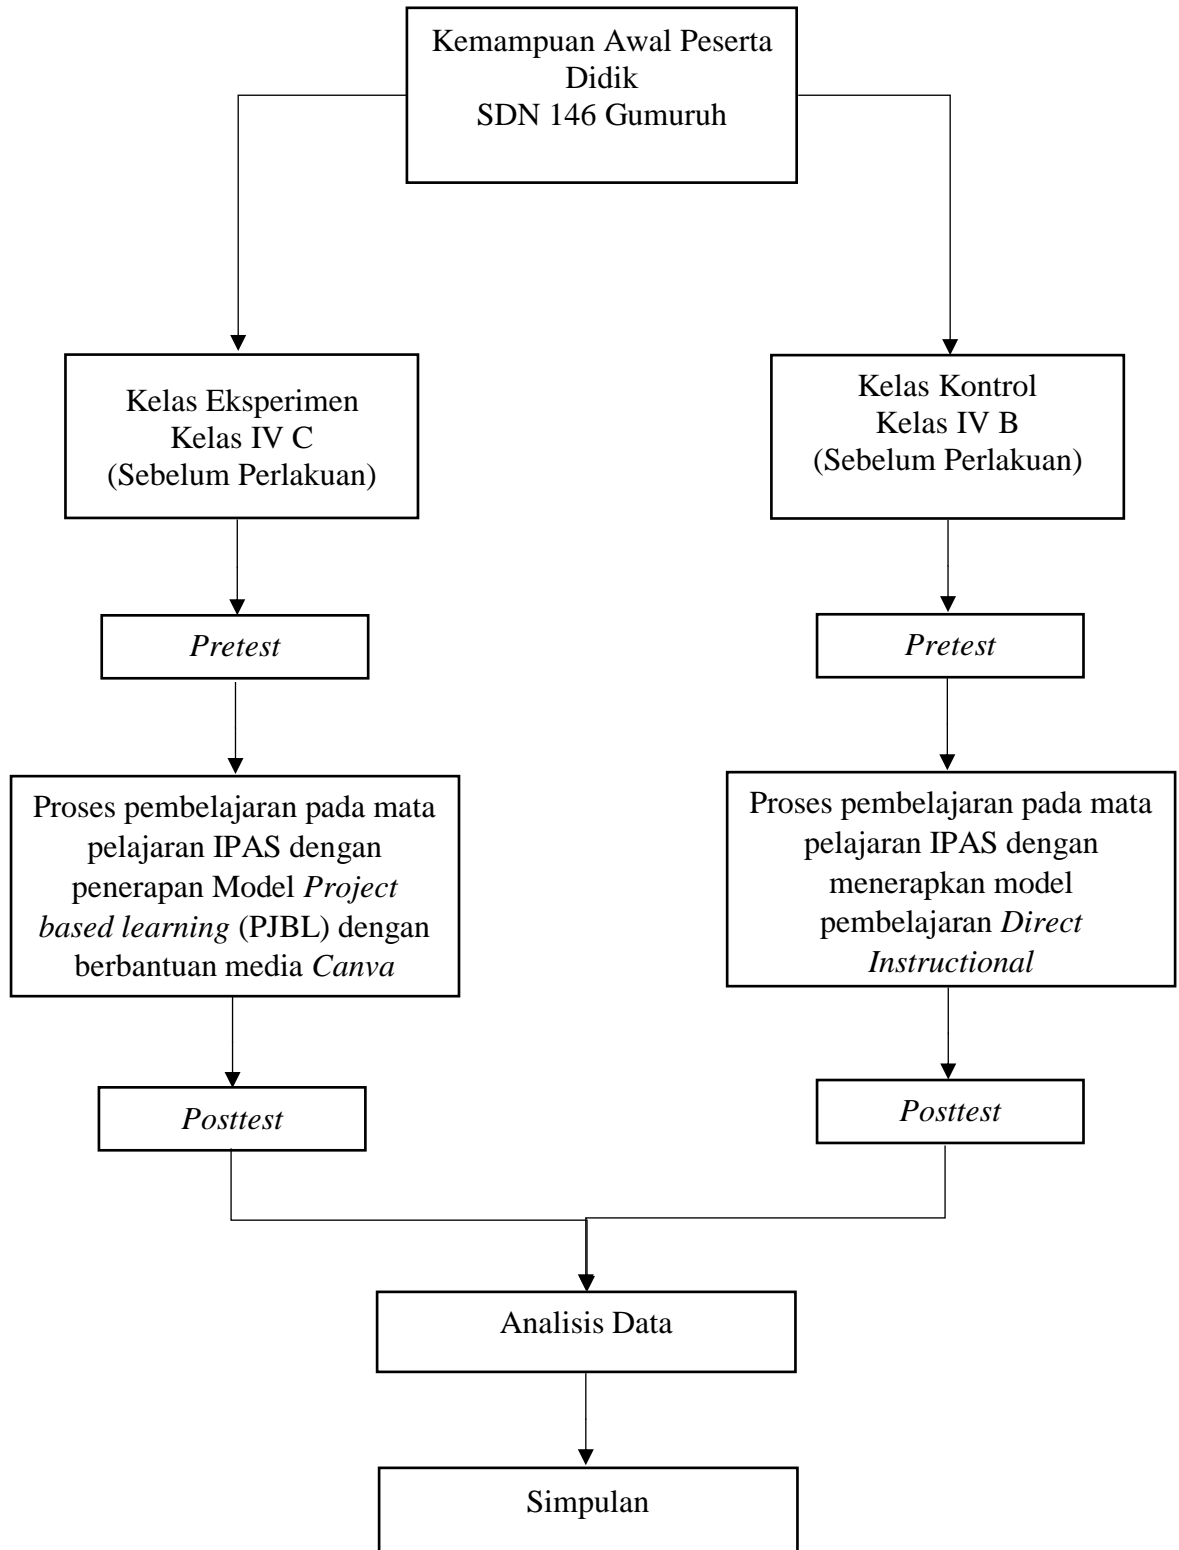 Kemampuan Awal Peserta
Didik
SDN 146 Gumuruh
Kelas Eksperimen
Kelas IV C
(Sebelum Perlakuan)
Kelas Kontrol
Kelas IV B
(Sebelum Perlakuan)
Pretest
Pretest
Proses pembelajaran pada mata
pelajaran IPAS dengan
penerapan Model Project
based learning (PJBL) dengan
berbantuan media Canva
Proses pembelajaran pada mata
pelajaran IPAS dengan
menerapkan model
pembelajaran Direct
Instructional
Posttest
Posttest
Analisis Data
Simpulan